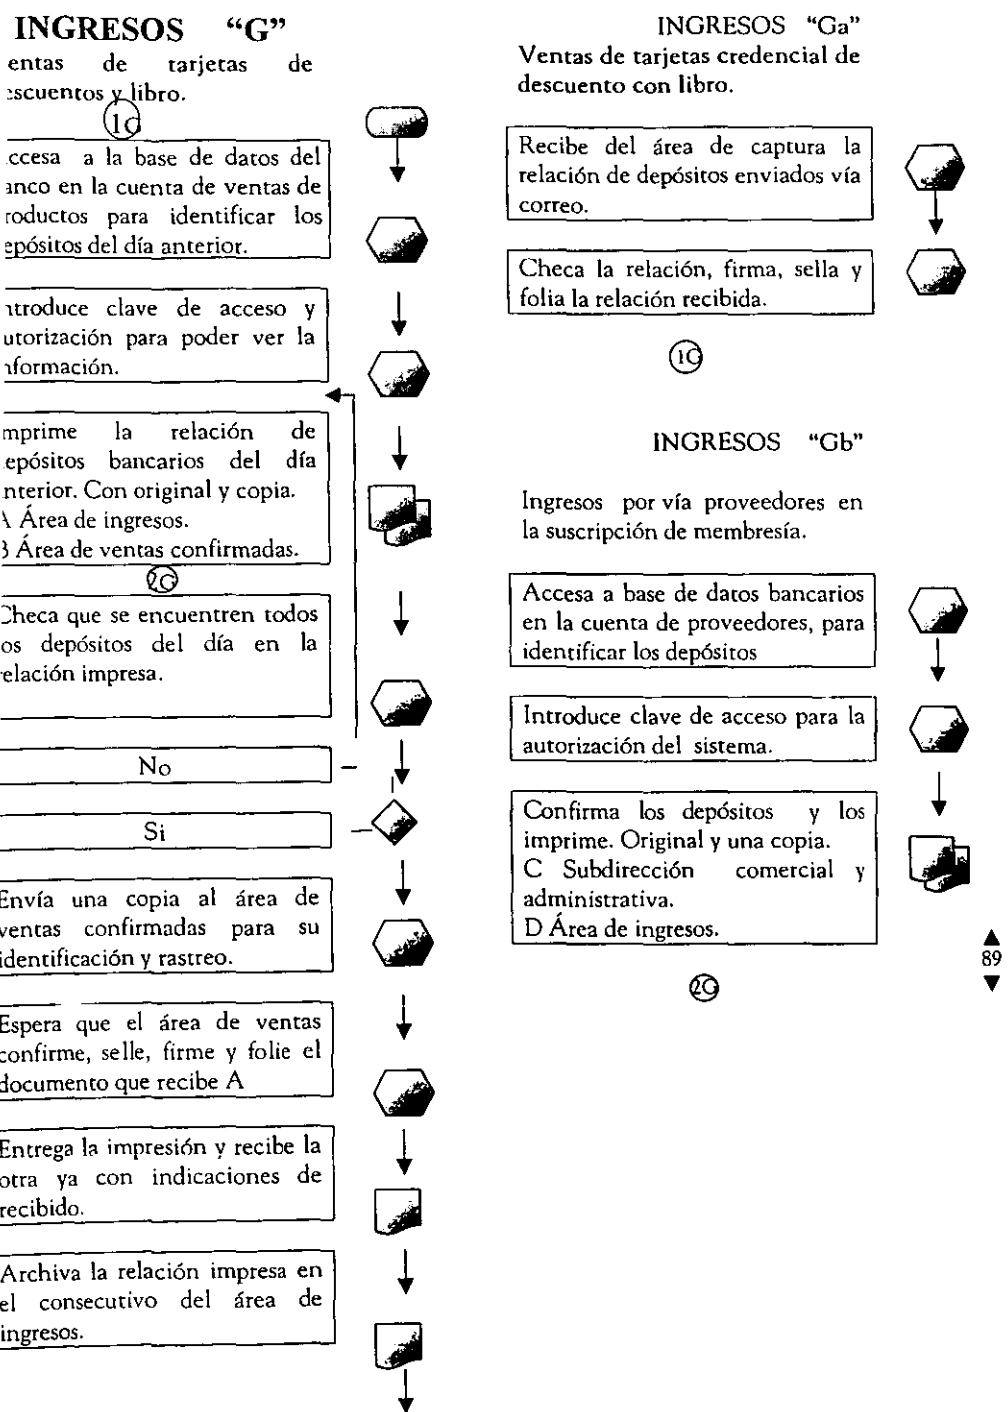 INGRESOS “G”
entas de tarjetas de
escuentos y libro.
1G
ccesa a la base de datos del
anco en la cuenta de ventas de
roductos para identificar los
epósitos del día anterior.
ntroduce clave de acceso y
utorización para poder ver la
nformación.
mprime la relación de
epósitos bancarios del día
nterior. Con original y copia.
A Área de ingresos.
B Área de ventas confirmadas.
2G
Checa que se encuentren todos
os depósitos del día en la
relación impresa.
No
Si
Envía una copia al área de
ventas confirmadas para su
identificación y rastreo.
Espera que el área de ventas
confirme, selle, firme y folie el
documento que recibe A
Entrega la impresión y recibe la
otra ya con indicaciones de
recibido.
Archiva la relación impresa en
el consecutivo del área de
ingresos.
INGRESOS “Ga”
Ventas de tarjetas credencial de
descuento con libro.
Recibe del área de captura la
relación de depósitos enviados vía
correo.
Checa la relación, firma, sella y
folia la relación recibida.
1G
INGRESOS “Gb”
Ingresos por vía proveedores en
la suscripción de membresía.
Accesa a base de datos bancarios
en la cuenta de proveedores, para
identificar los depósitos
Introduce clave de acceso para la
autorización del sistema.
Confirma los depósitos y los
imprime. Original y una copia.
C Subdirección comercial y
administrativa.
D Área de ingresos.
2G
89